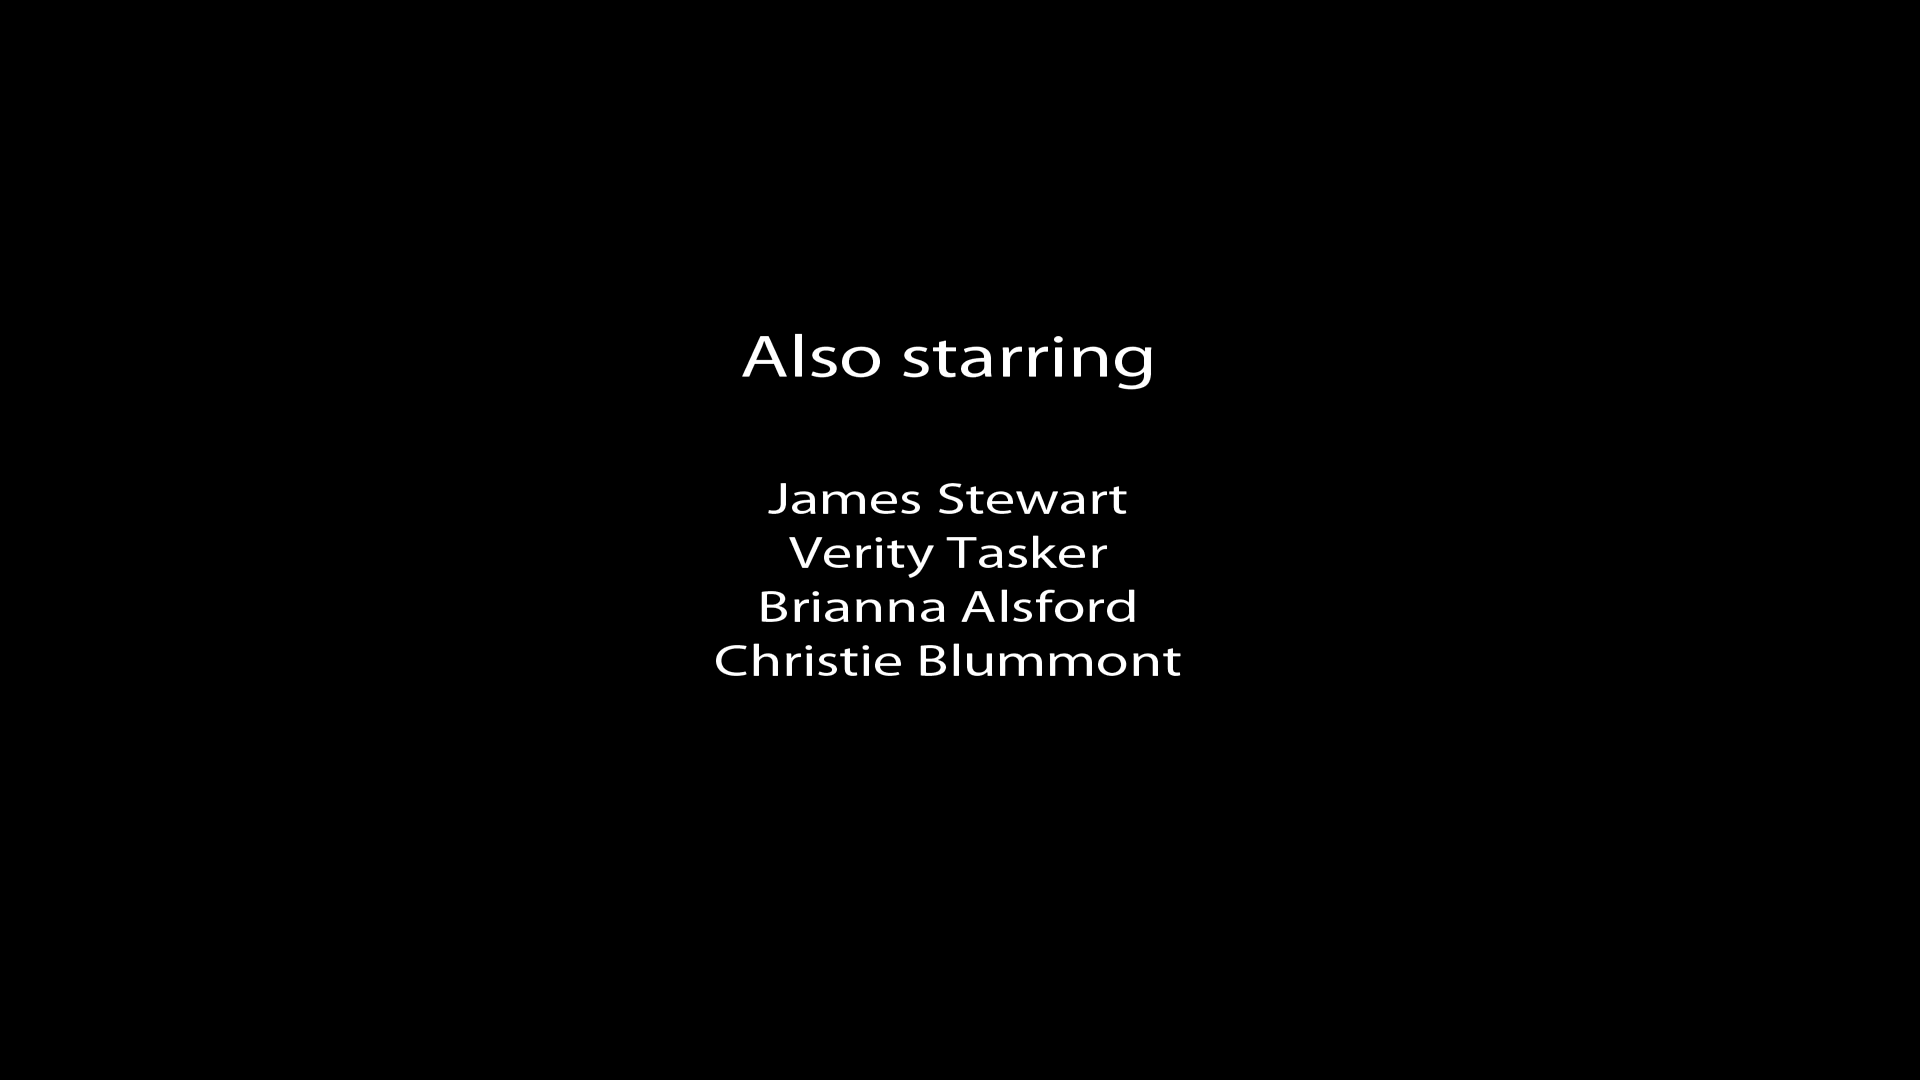 Also starring
James Stewart
Verity Tasker
Brianna Alsford
Christie Blummont